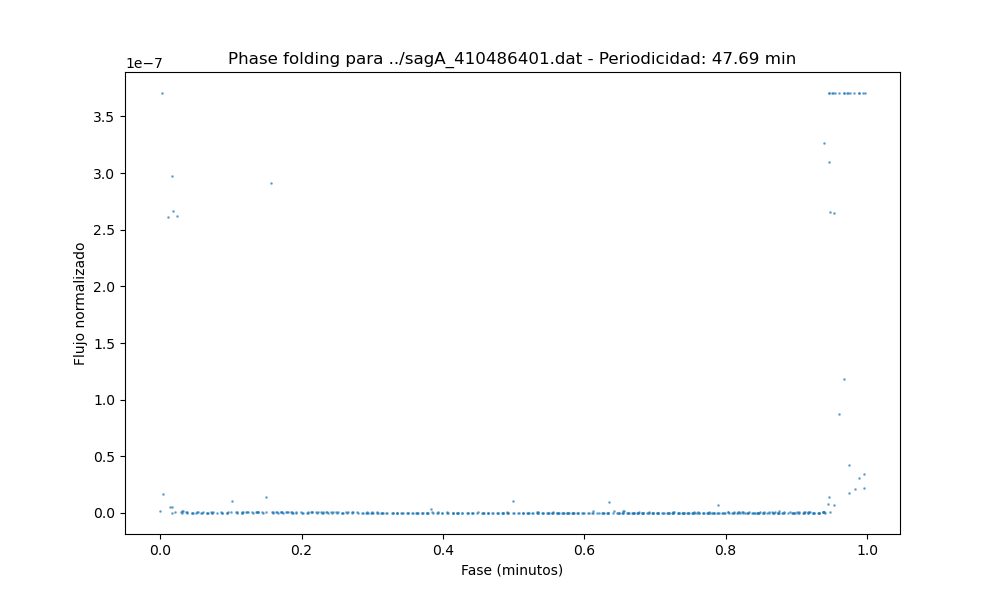 Phase folding para ../sagA_410486401.dat - Periodicidad: 47.69 min
1e−7
3.5
3.0
2.5
2.0
1.5
1.0
0.5
0.0
Flujo normalizado
0.0 0.2 0.4 0.6 0.8 1.0
Fase (minutos)